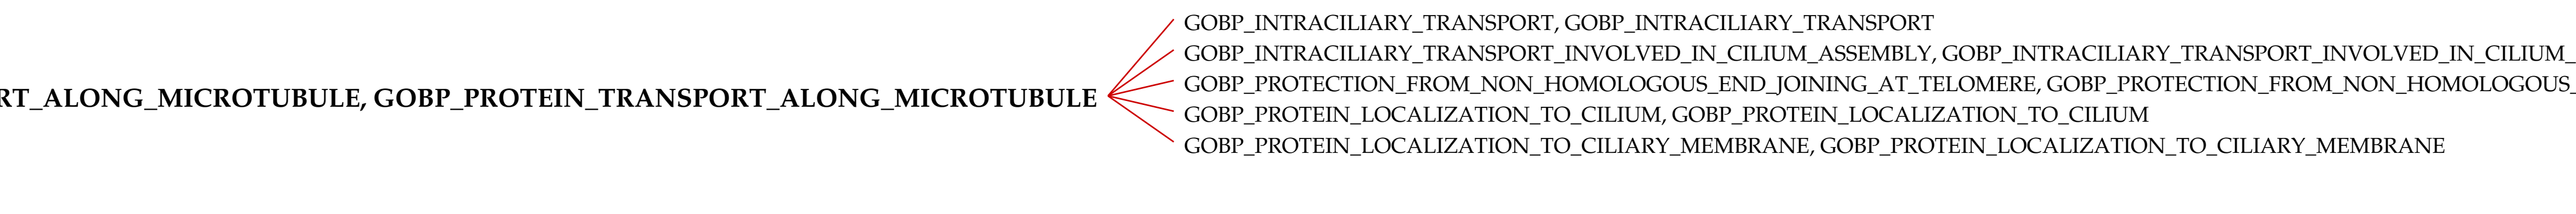 GOBP_INTRACILIARY_TRANSPORT, GOBP_INTRACILIARY_TRANSPORT
GOBP_INTRACILIARY_TRANSPORT_INVOLVED_IN_CILIUM_ASSEMBLY, GOBP_INTRACILIARY_TRANSPORT_INVOLVED_IN_CILIUM_
GOBP_PROTECTION_FROM_NON_HOMOLOGOUS_END_JOINING_AT_TELOMERE, GOBP_PROTECTION_FROM_NON_HOMOLOGOUS_
RT_ALONG_MICROTUBULE, GOBP_PROTEIN_TRANSPORT_ALONG_MICROTUBULE
GOBP_PROTEIN_LOCALIZATION_TO_CILIUM, GOBP_PROTEIN_LOCALIZATION_TO_CILIUM
GOBP_PROTEIN_LOCALIZATION_TO_CILIARY_MEMBRANE, GOBP_PROTEIN_LOCALIZATION_TO_CILIARY_MEMBRANE